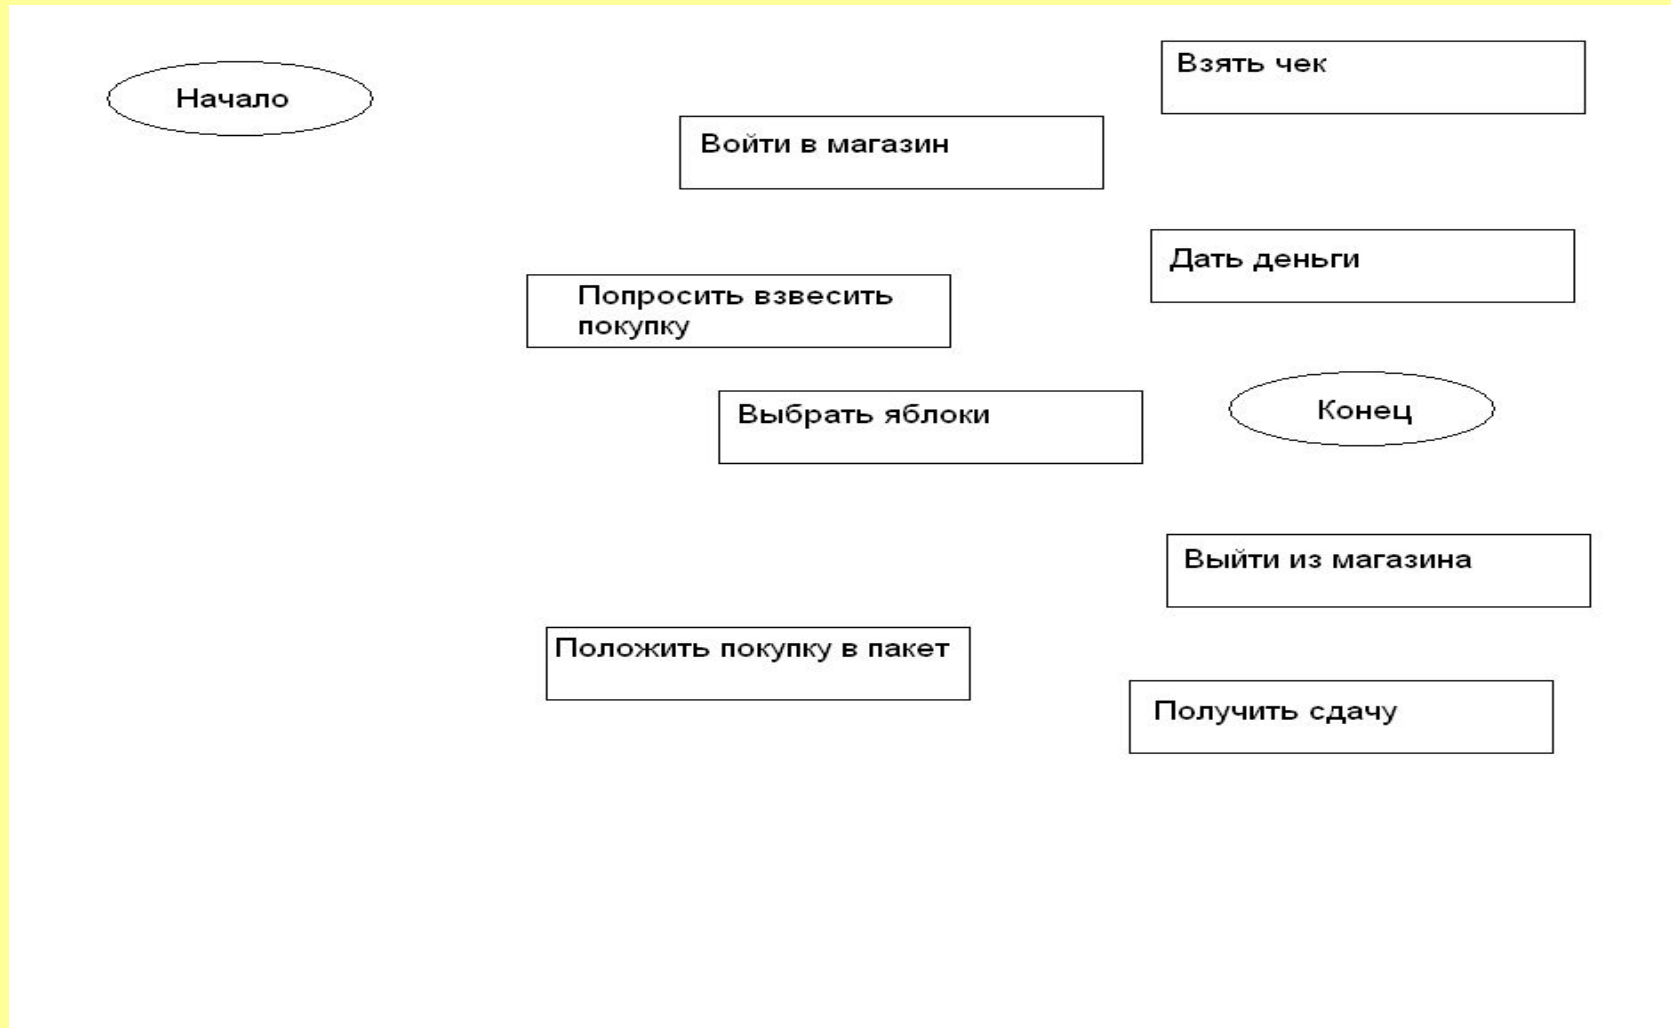 Начало
Взять чек
Войти в магазин
Дать деньги
Попросить взвесить
покупку
Выбрать яблоки
Конец
Выйти из магазина
Положить покупку в пакет
Получить сдачу